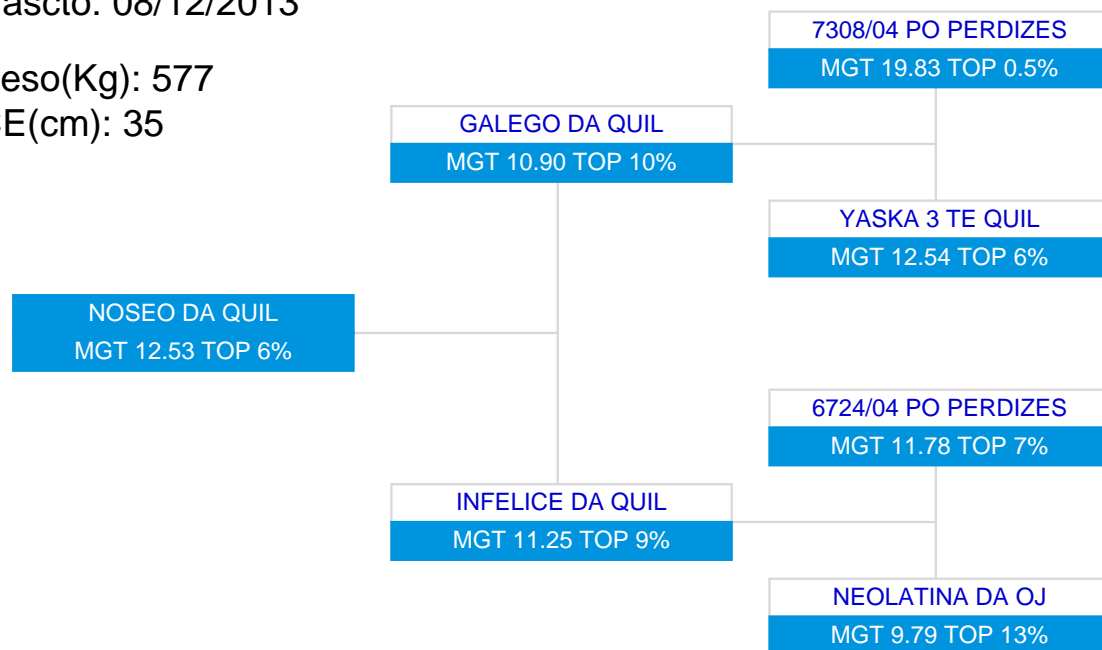 ascto: 08/12/2013
eso(Kg): 577
E(cm): 35
7308/04 PO PERDIZES
MGT 19.83 TOP 0.5%
GALEGO DA QUIL
MGT 10.90 TOP 10%
YASKA 3 TE QUIL
MGT 12.54 TOP 6%
NOSEO DA QUIL
MGT 12.53 TOP 6%
6724/04 PO PERDIZES
MGT 11.78 TOP 7%
INFELICE DA QUIL
MGT 11.25 TOP 9%
NEOLATINA DA OJ
MGT 9.79 TOP 13%